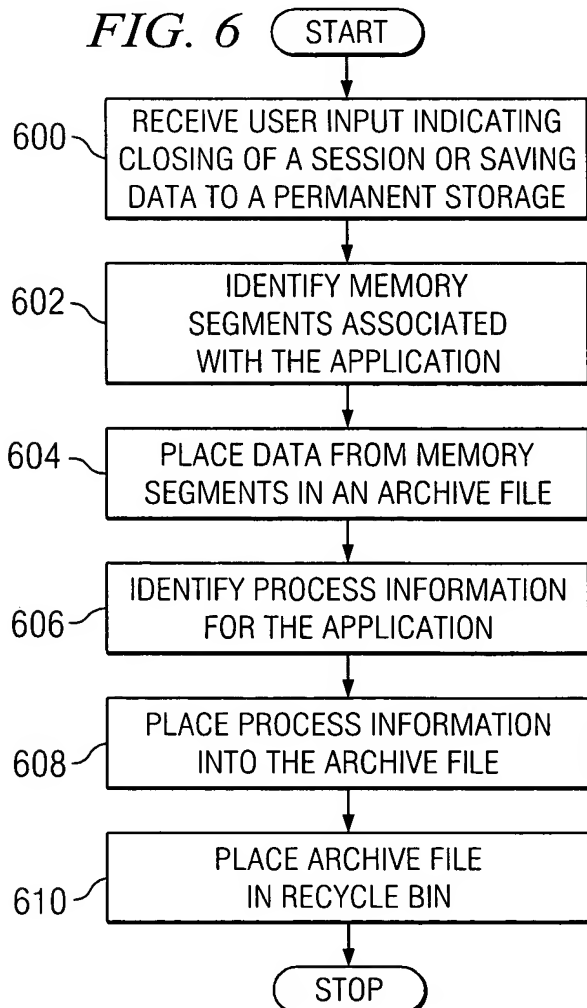 FIG. 6
START
600
RECEIVE USER INPUT INDICATING
CLOSING OF A SESSION OR SAVING
DATA TO A PERMANENT STORAGE
602
IDENTIFY MEMORY
SEGMENTS ASSOCIATED
WITH THE APPLICATION
604
PLACE DATA FROM MEMORY
SEGMENTS IN AN ARCHIVE FILE
606
IDENTIFY PROCESS INFORMATION
FOR THE APPLICATION
608
PLACE PROCESS INFORMATION
INTO THE ARCHIVE FILE
610
PLACE ARCHIVE FILE
IN RECYCLE BIN
STOP